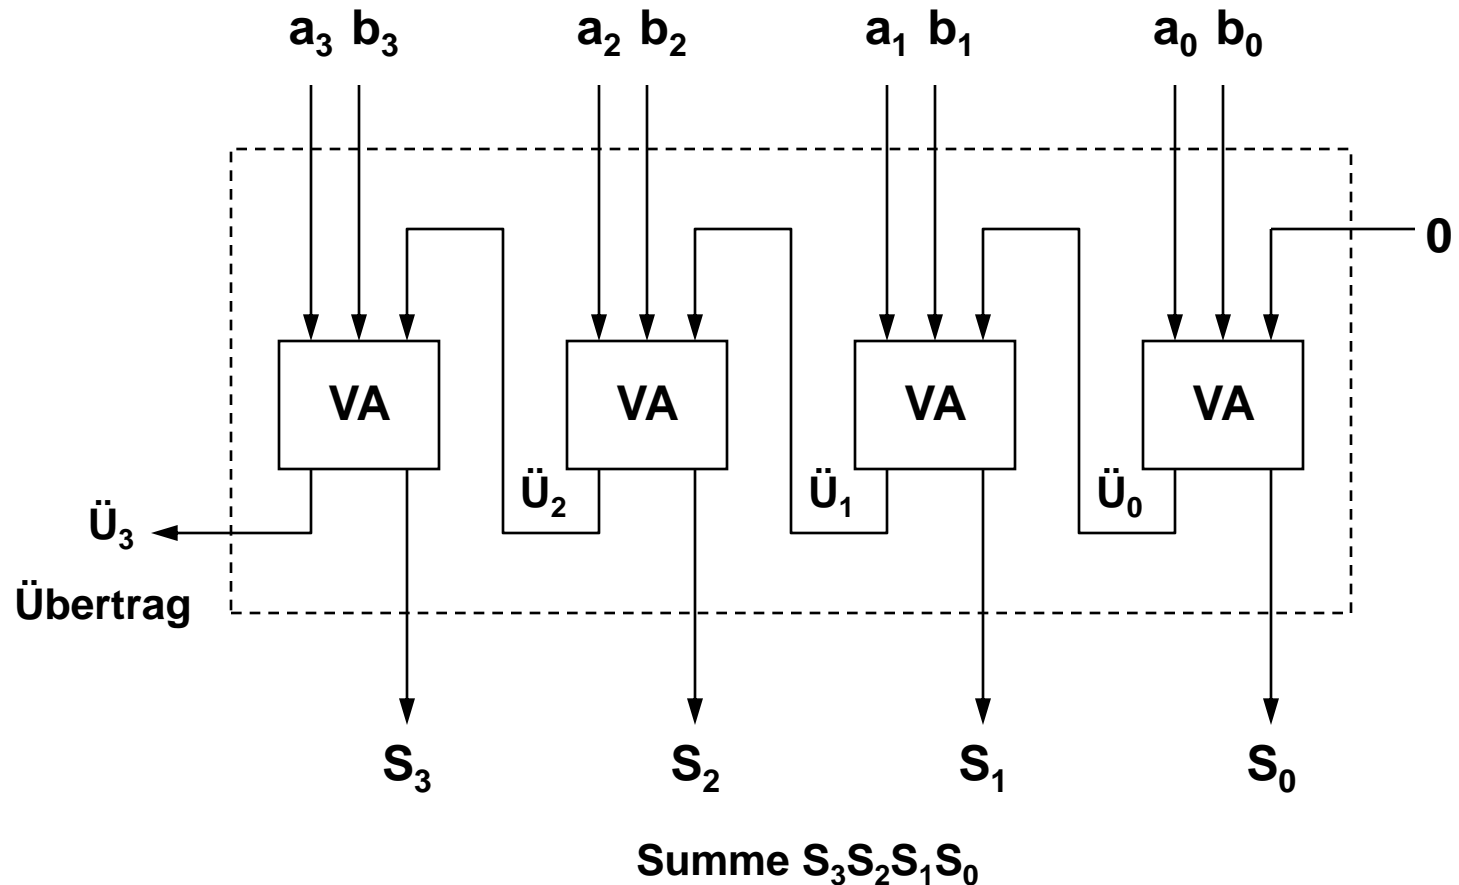 a₃ b₃ a₂ b₂ a₁ b₁ a₀ b₀
0
VA VA VA VA
Ü₂ Ü₁ Ü₀
Ü₃
Übertrag
S₃ S₂ S₁ S₀
Summe S₃S₂S₁S₀